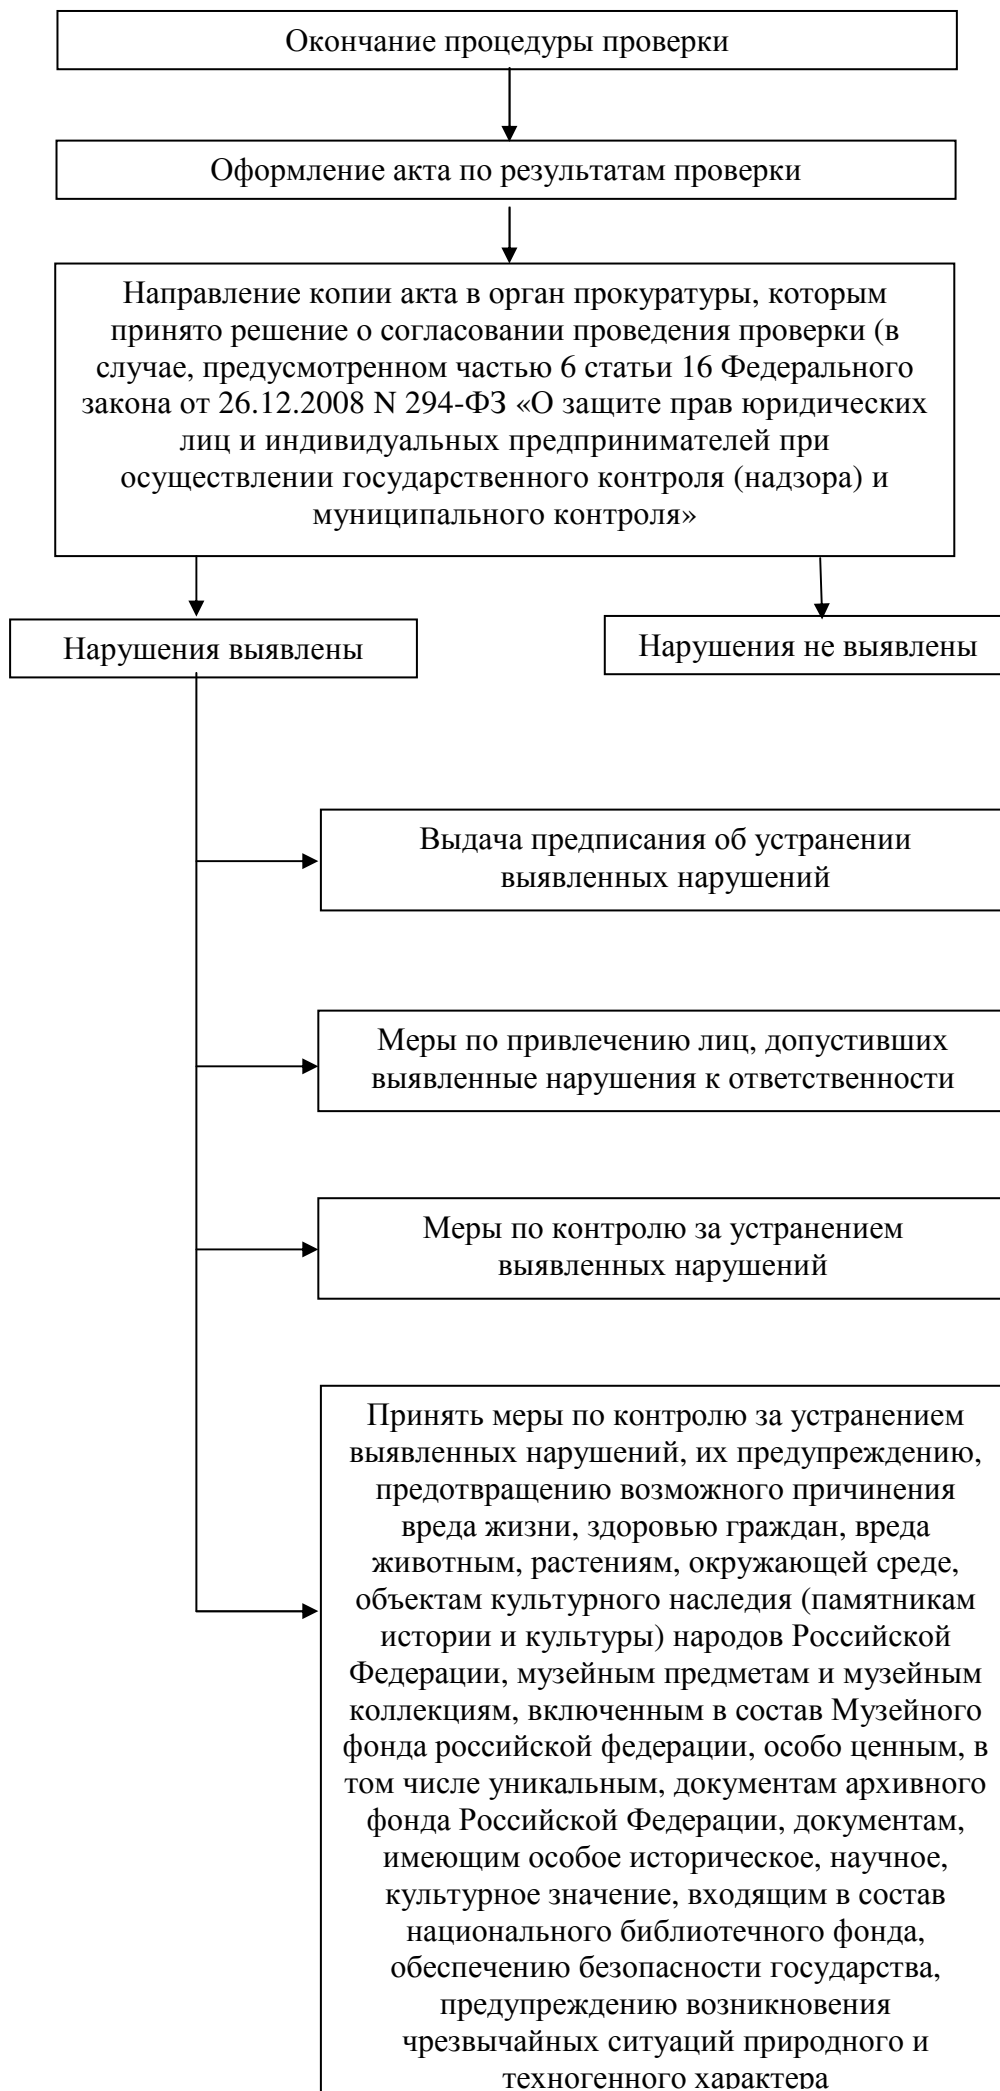 Окончание процедуры проверки
Оформление акта по результатам проверки
Направление копии акта в орган прокуратуры, которым
принято решение о согласовании проведения проверки (в
случае, предусмотренном частью 6 статьи 16 Федерального
закона от 26.12.2008 N 294-ФЗ «О защите прав юридических
лиц и индивидуальных предпринимателей при
осуществлении государственного контроля (надзора) и
муниципального контроля»
Нарушения выявлены
Нарушения не выявлены
Выдача предписания об устранении
выявленных нарушений
Меры по привлечению лиц, допустивших
выявленные нарушения к ответственности
Меры по контролю за устранением
выявленных нарушений
Принять меры по контролю за устранением
выявленных нарушений, их предупреждению,
предотвращению возможного причинения
вреда жизни, здоровью граждан, вреда
животным, растениям, окружающей среде,
объектам культурного наследия (памятникам
истории и культуры) народов Российской
Федерации, музейным предметам и музейным
коллекциям, включенным в состав Музейного
фонда российской федерации, особо ценным, в
том числе уникальным, документам архивного
фонда Российской Федерации, документам,
имеющим особое историческое, научное,
культурное значение, входящим в состав
национального библиотечного фонда,
обеспечению безопасности государства,
предупреждению возникновения
чрезвычайных ситуаций природного и
техногенного характера